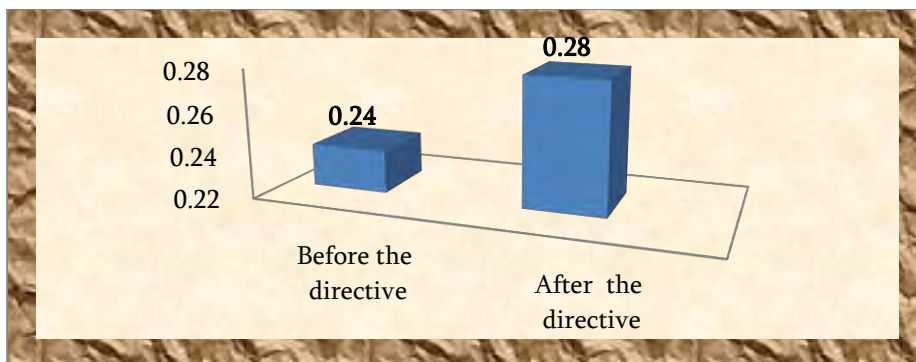 0.28
0.28
0.26
0.24
0.24
0.22
Before the
directive
After the
directive